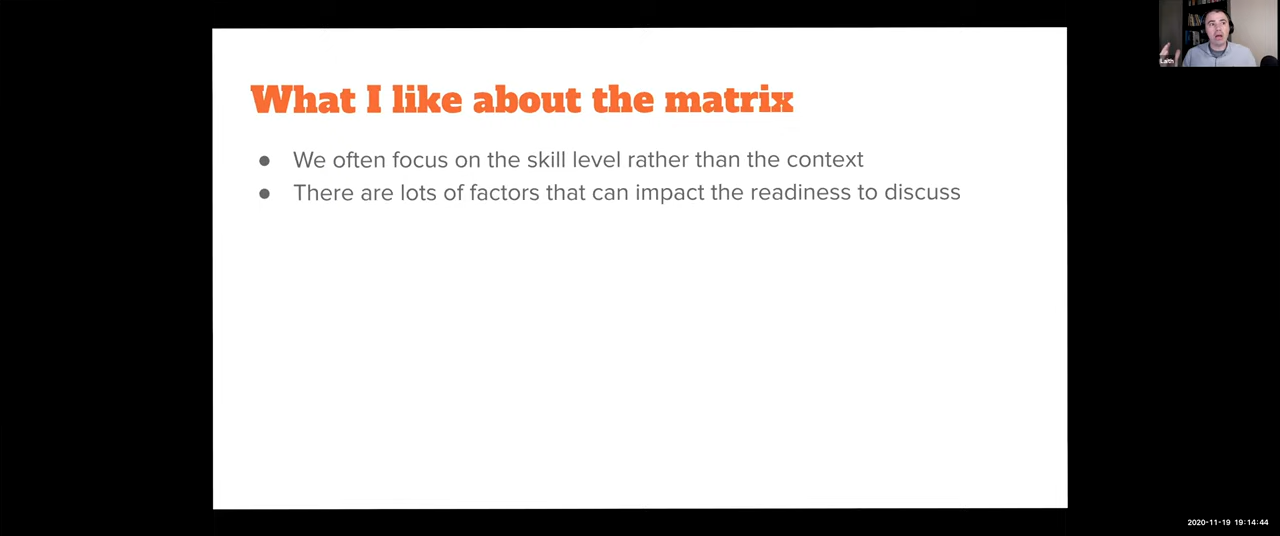 What I like about the matrix
● We often focus on the skill level rather than the context
● There are lots of factors that can impact the readiness to discuss
Laith
2020-11-19 19:14:44